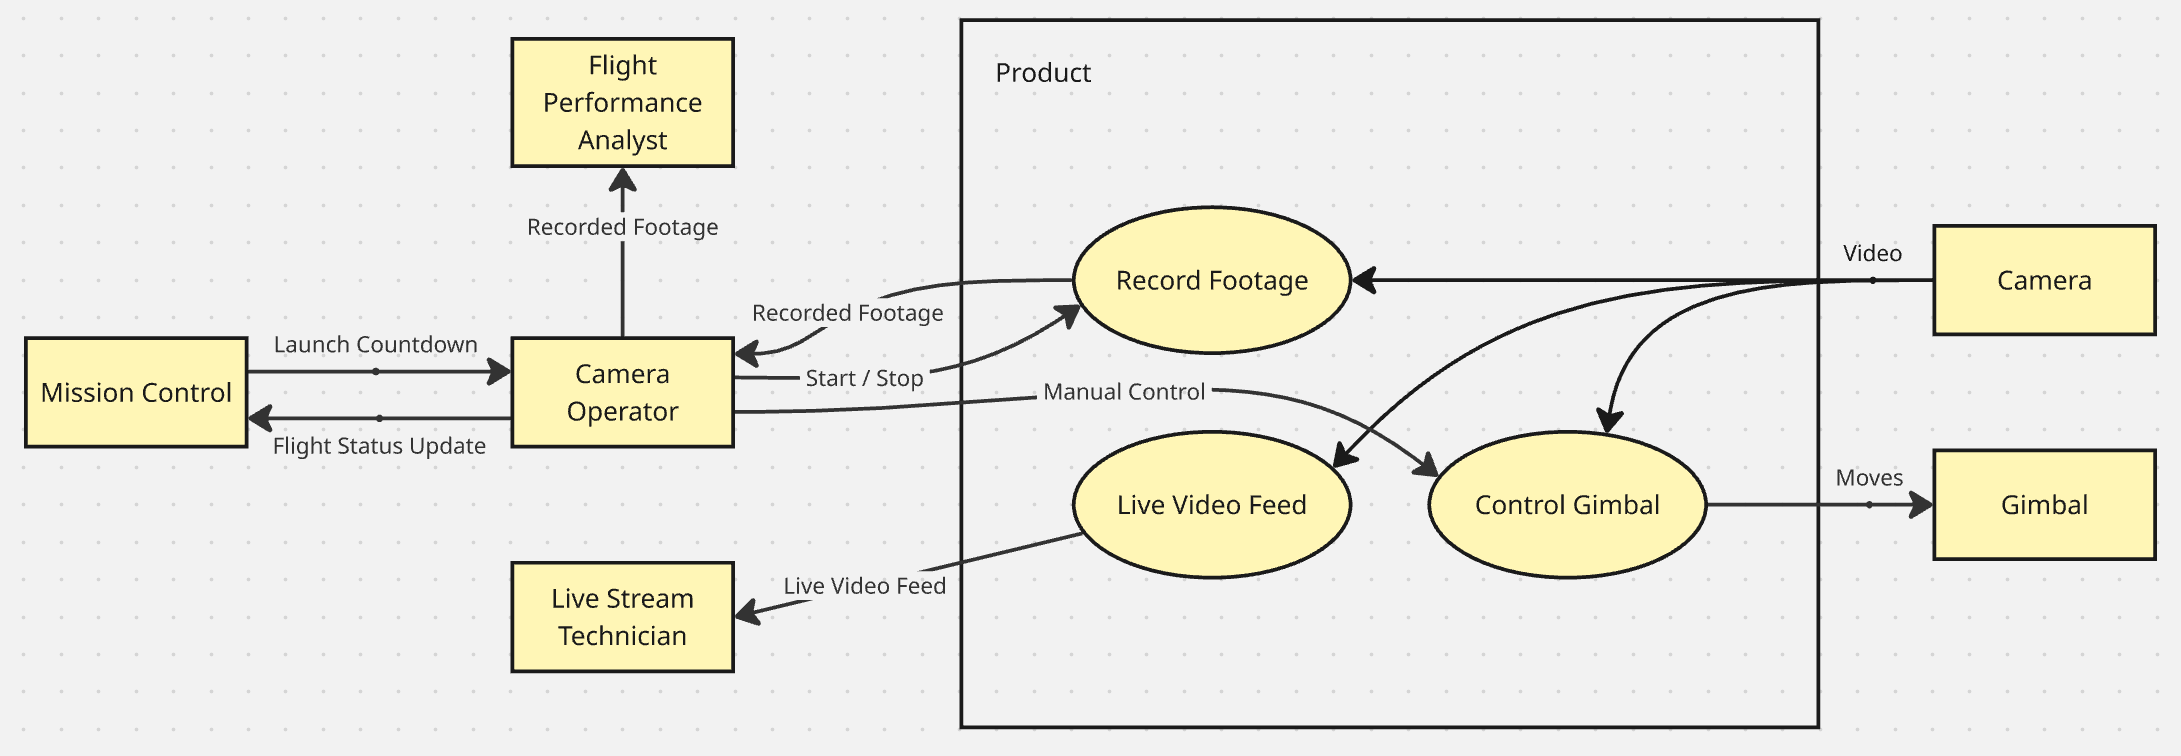 Flight
Performance
Analyst
Product
Recorded Footage
Video
Record Footage
Camera
Recorded Footage
Launch Countdown
Camera
Operator
Start / Stop
Manual Control
Mission Control
Flight Status Update
Moves
Live Video Feed
Control Gimbal
Gimbal
Live Video Feed
Live Stream
Technician